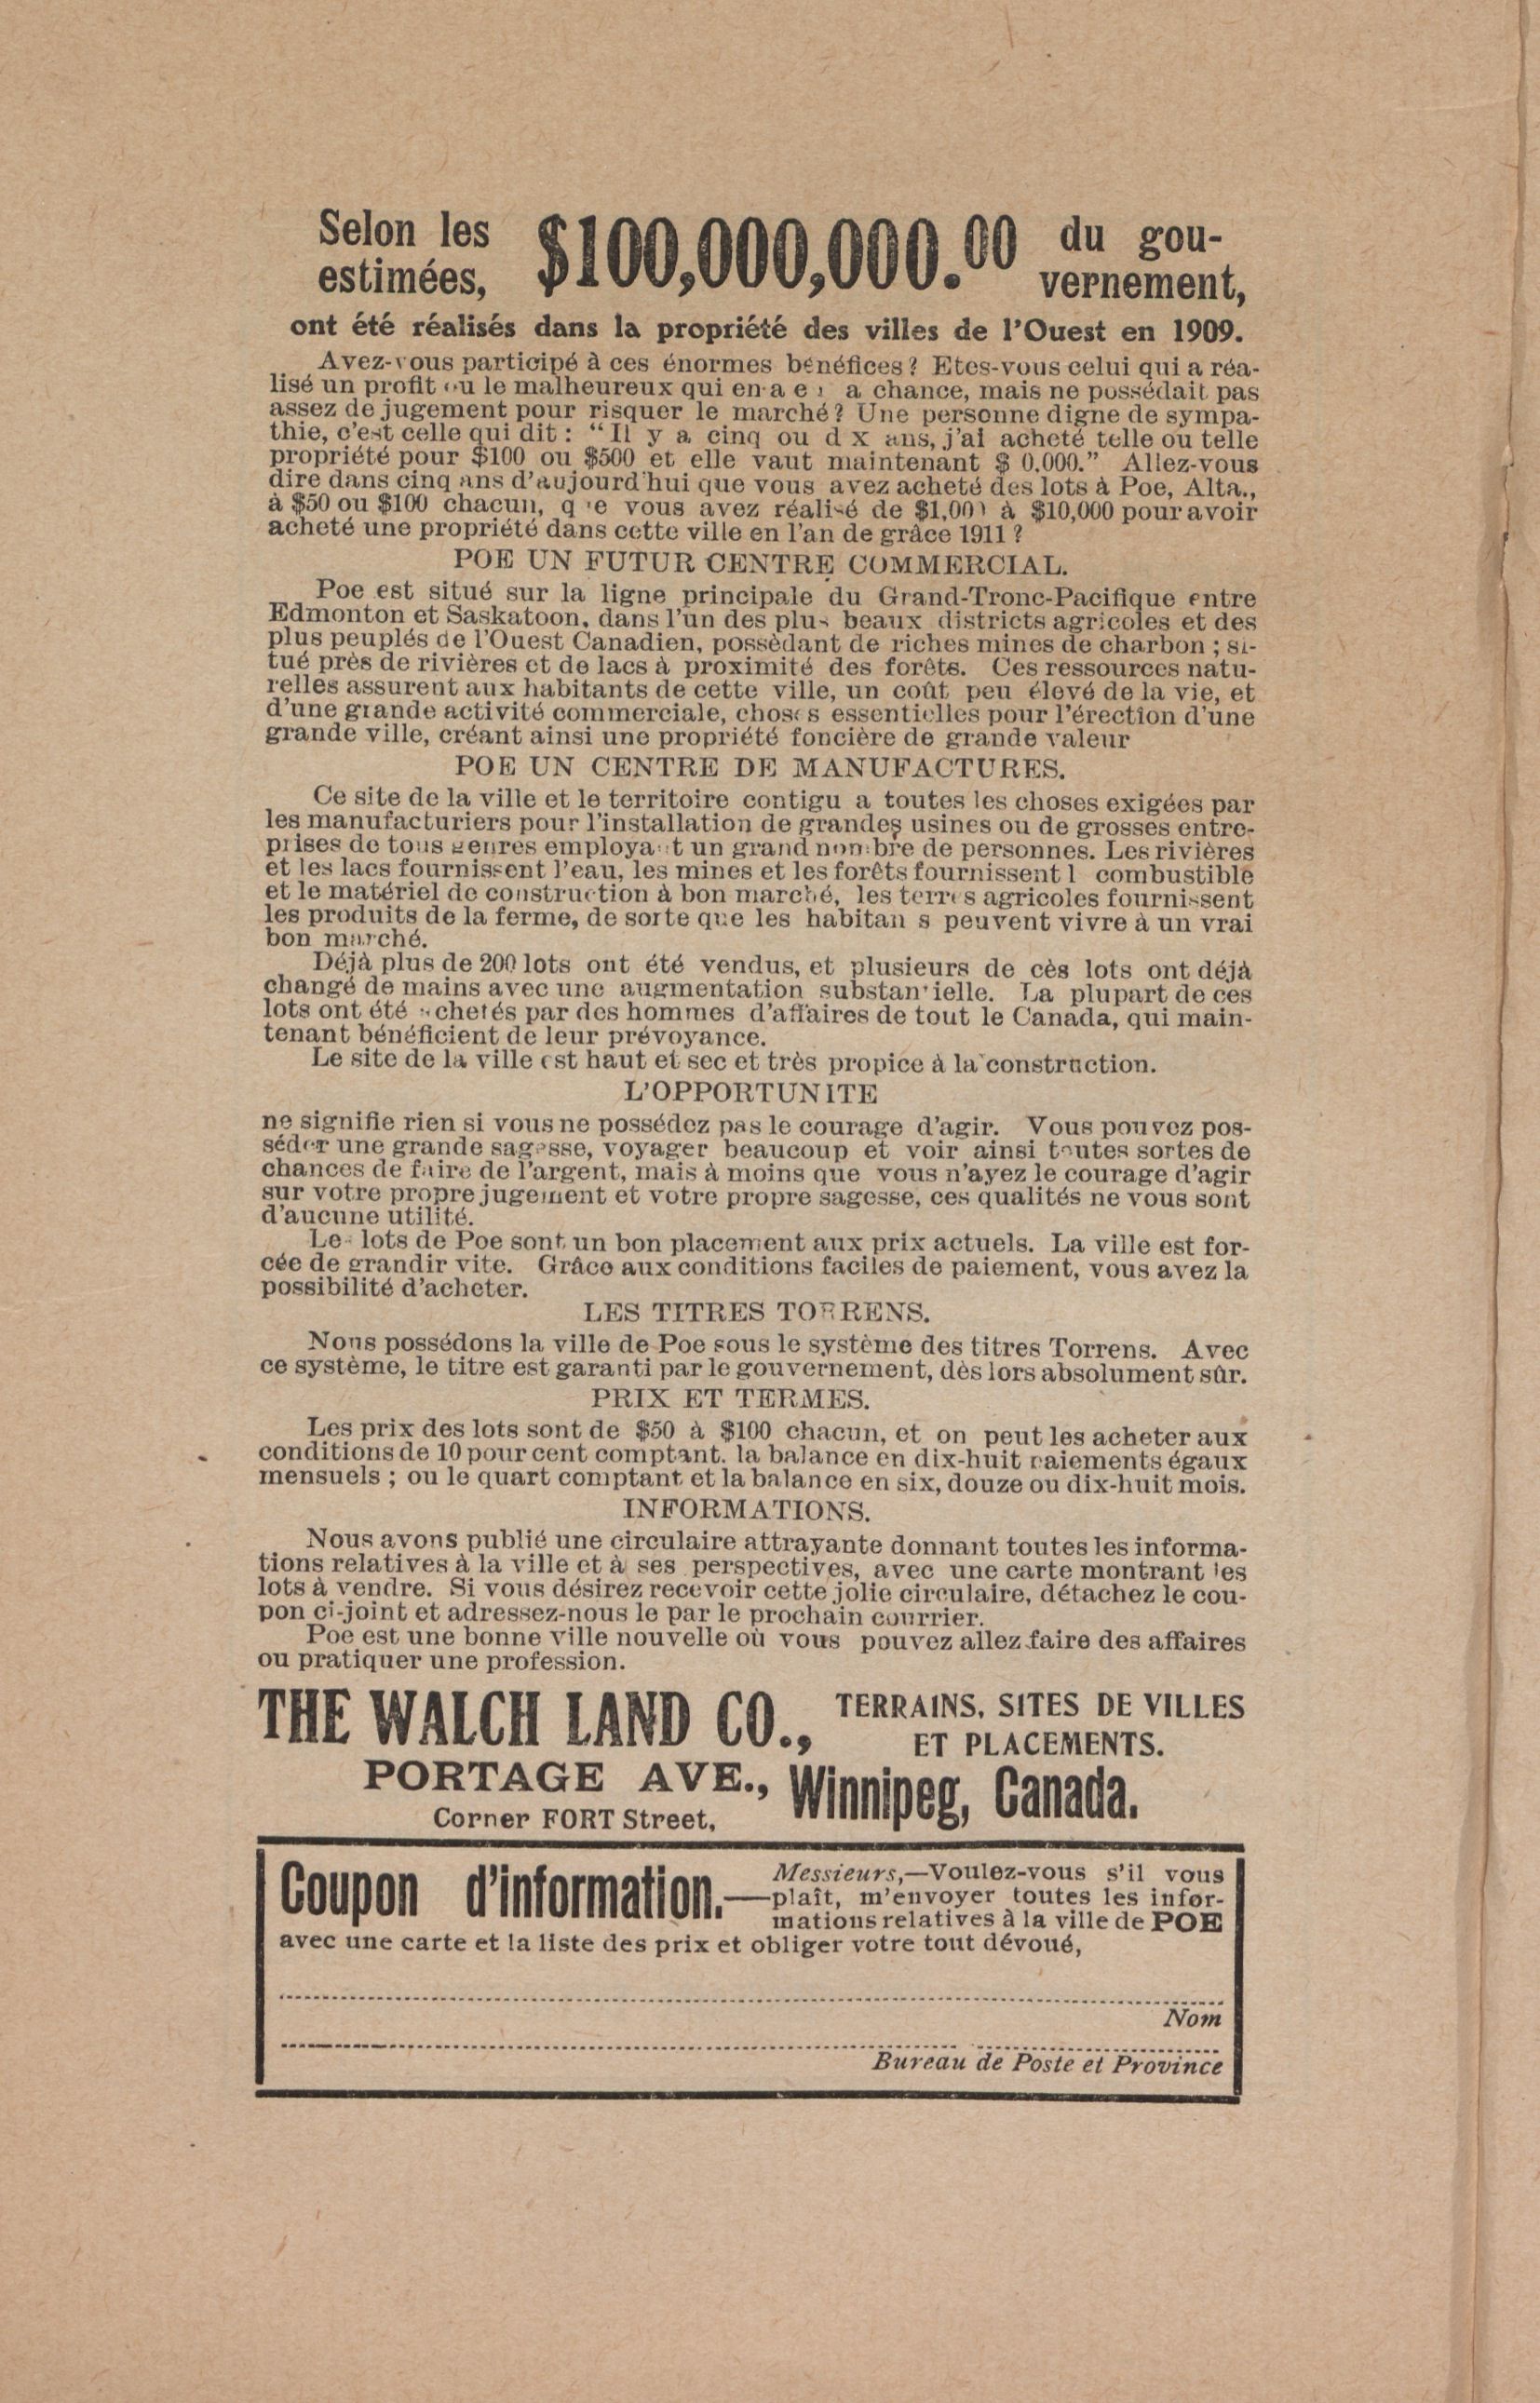 Selon les estimées, $100,000,000.00 du gou-vernement,
ont été réalisés dans la propriété des villes de l'Ouest en 1909.
Avez-vous participé à ces énormes bénéfices? Etes-vous celui qui a réa-
lisé un profit ou le malheureux qui en a a chance, mais ne possédait pas
assez de jugement pour risquer le marché? Une personne digne de sympa-
thie, c'est celle qui dit : "Il y a cinq ou d x ans, j'ai acheté telle ou telle
propriété pour $100 ou $500 et elle vaut maintenant $ 0.000." Allez-vous
dire dans cinq ans d'aujourd'hui que vous avez acheté des lots à Poe, Alta.,
à $50 ou $100 chacun, q e vous avez réalisé de $1,000 à $10,000 pour avoir
acheté une propriété dans cette ville en l'an de grâce 1911 ?
POE UN FUTUR CENTRE COMMERCIAL.
Poe est situé sur la ligne principale du Grand-Tronc-Pacifique entre
Edmonton et Saskatoon, dans l'un des plus beaux districts agricoles et des
plus peuplés de l'Ouest Canadien, possèdant de riches mines de charbon ; si-
tué près de rivières et de lacs à proximité des forêts. Ces ressources natu-
relles assurent aux habitants de cette ville, un coût peu élevé de la vie, et
d'une grande activité commerciale, choses essentielles pour l'érection d'une
grande ville, créant ainsi une propriété foncière de grande valeur
POE UN CENTRE DE MANUFACTURES.
Ce site de la ville et le territoire contigu a toutes les choses exigées par
les manufacturiers pour l'installation de grandes usines ou de grosses entre-
prises de tous genres employant un grand nombre de personnes. Les rivières
et les lacs fournissent l'eau, les mines et les forêts fournissent l combustible
et le matériel de construction à bon marché, les terres agricoles fournissent
les produits de la ferme, de sorte que les habitan s peuvent vivre à un vrai
bon marché.
Déjà plus de 200 lots ont été vendus, et plusieurs de cès lots ont déjà
changé de mains avec une augmentation substantielle. La plupart de ces
lots ont été achetés par des hommes d'affaires de tout le Canada, qui main-
tenant bénéficient de leur prévoyance.
Le site de la ville est haut et sec et très propice à la construction.
L'OPPORTUNITE
ne signifie rien si vous ne possédez pas le courage d'agir. Vous pouvez pos-
séder une grande sagesse, voyager beaucoup et voir ainsi toutes sortes de
chances de faire de l'argent, mais à moins que vous n'ayez le courage d'agir
sur votre propre jugement et votre propre sagesse, ces qualités ne vous sont
d'aucune utilité.
Les lots de Poe sont un bon placement aux prix actuels. La ville est for-
cée de grandir vite. Grâce aux conditions faciles de paiement, vous avez la
possibilité d'acheter.
LES TITRES TORRENS.
Nous possédons la ville de Poe sous le système des titres Torrens. Avec
ce système, le titre est garanti par le gouvernement, dès lors absolument sûr.
PRIX ET TERMES.
Les prix des lots sont de $50 à $100 chacun, et on peut les acheter aux
conditions de 10 pour cent comptant. la balance en dix-huit paiements égaux
mensuels ; ou le quart comptant et la balance en six, douze ou dix-huit mois.
INFORMATIONS.
Nous avons publié une circulaire attrayante donnant toutes les informa-
tions relatives à la ville et à ses perspectives, avec une carte montrant les
lots à vendre. Si vous désirez recevoir cette jolie circulaire, détachez le cou-
pon ci-joint et adressez-nous le par le prochain courrier.
Poe est une bonne ville nouvelle où vous pouvez allez faire des affaires
ou pratiquer une profession.
THE WALCH LAND CO., TERRAINS, SITES DE VILLES
ET PLACEMENTS.
PORTAGE AVE., Winnipeg, Canada.
Corner FORT Street,
Coupon d'information.—Messieurs,—Voulez-vous s'il vous
plaît, m'envoyer toutes les infor-
mations relatives à la ville de POE
avec une carte et la liste des prix et obliger votre tout dévoué,
Nom
Bureau de Poste et Province